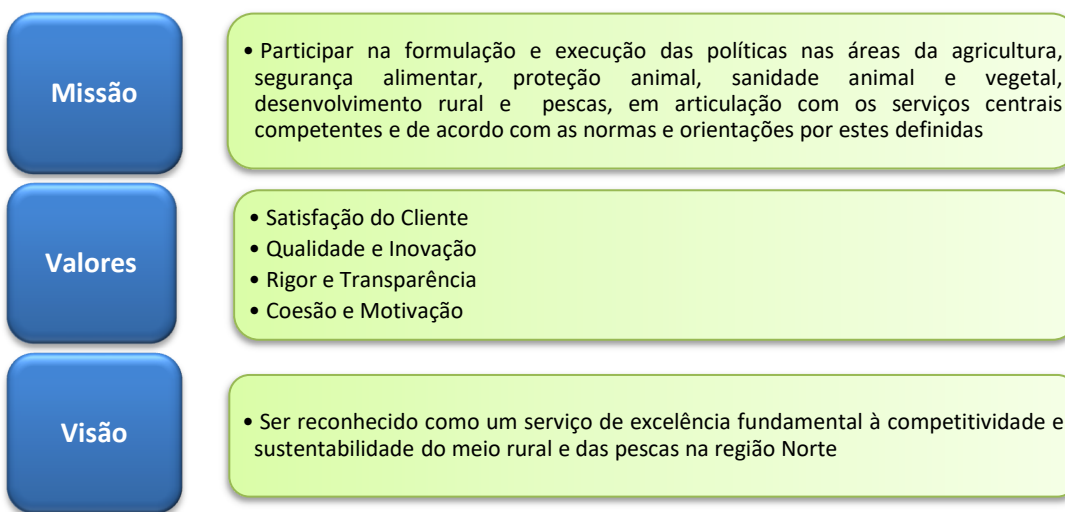 Missão
• Participar na formulação e execução das políticas nas áreas da agricultura,
segurança alimentar, proteção animal, sanidade animal e vegetal,
desenvolvimento rural e pescas, em articulação com os serviços centrais
competentes e de acordo com as normas e orientações por estes definidas
Valores
• Satisfação do Cliente
• Qualidade e Inovação
• Rigor e Transparência
• Coesão e Motivação
Visão
• Ser reconhecido como um serviço de excelência fundamental à competitividade e
sustentabilidade do meio rural e das pescas na região Norte